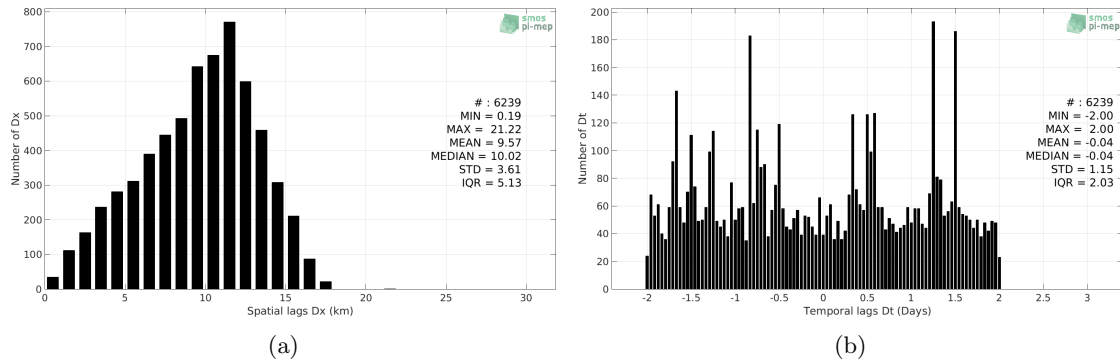 800
700
600
500
400
300
200
100
0
Number of Dx
0 5 10 15 20 25 30
Spatial lags Dx (km)
smos
pi-mep
# : 6239
MIN = 0.19
MAX = 21.22
MEAN = 9.57
MEDIAN = 10.02
STD = 3.61
IQR = 5.13
(a)
200
180
160
140
120
100
80
60
40
20
0
Number of Dt
-2 -1.5 -1 -0.5 0 0.5 1 1.5 2 2.5 3
Temporal lags Dt (Days)
smos
pi-mep
# : 6239
MIN = -2.00
MAX = 2.00
MEAN = -0.04
MEDIAN = -0.04
STD = 1.15
IQR = 2.03
(b)